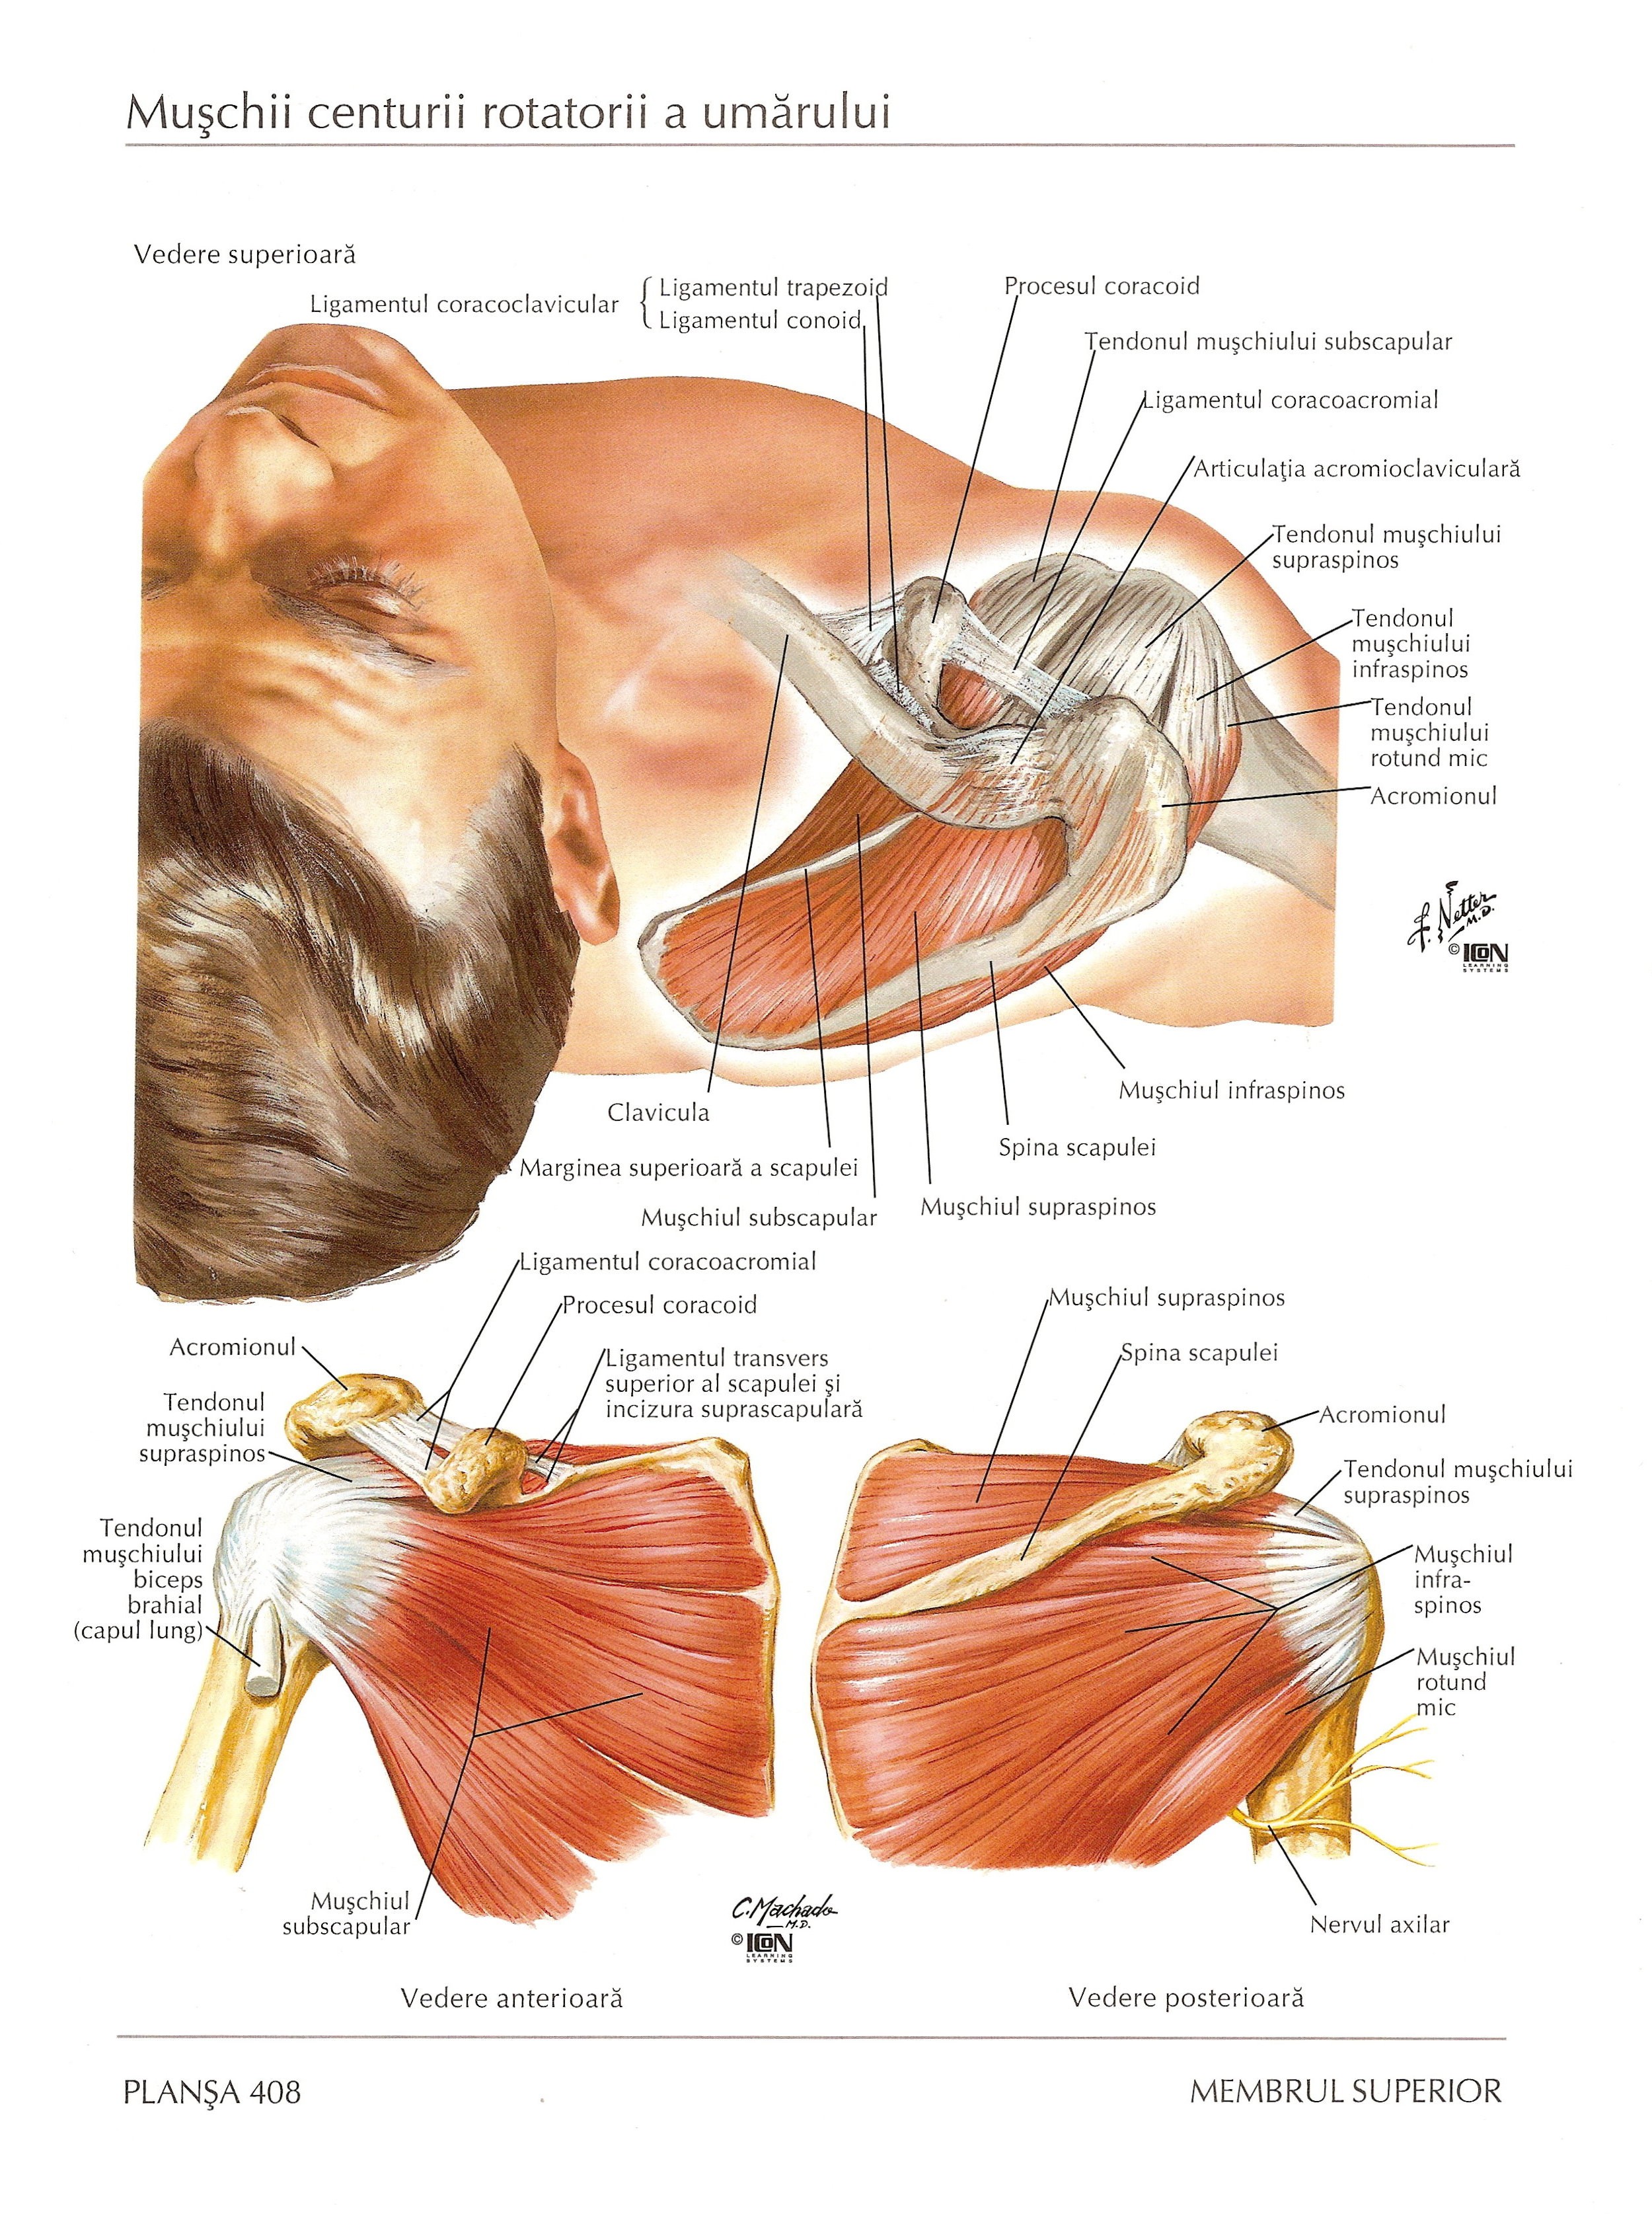 Muşchii centurii rotatorii a umărului
Vedere superioară
Ligamentul coracoclavicular
Ligamentul trapezoid
Ligamentul conoid
Procesul coracoid
Tendonul muşchiului subscapular
Ligamentul coracoacromial
Articulaţia acromioclaviculară
Tendonul muşchiului
supraspinos
Tendonul
muşchiului
infraspinos
Tendonul
muşchiului
rotund mic
Acromionul
F. Netter
M.D.
© ICON
LEARNING
SYSTEMS
Muşchiul infraspinos
Clavicula
Spina scapulei
Marginea superioară a scapulei
Muşchiul supraspinos
Muşchiul subscapular
Ligamentul coracoacromial
Procesul coracoid
Acromionul
Ligamentul transvers
superior al scapulei şi
incizura suprascapulară
Tendonul
muşchiului
supraspinos
Tendonul
muşchiului
biceps
brahial
(capul lung)
Muşchiul
subscapular
Muşchiul supraspinos
Spina scapulei
Acromionul
Tendonul muşchiului
supraspinos
Muşchiul
infra-
spinos
Muşchiul
rotund
mic
Nervul axilar
C. Machado
M.D.
© ICON
LEARNING
SYSTEMS
Vedere anterioară
Vedere posterioară
PLANŞA 408
MEMBRUL SUPERIOR